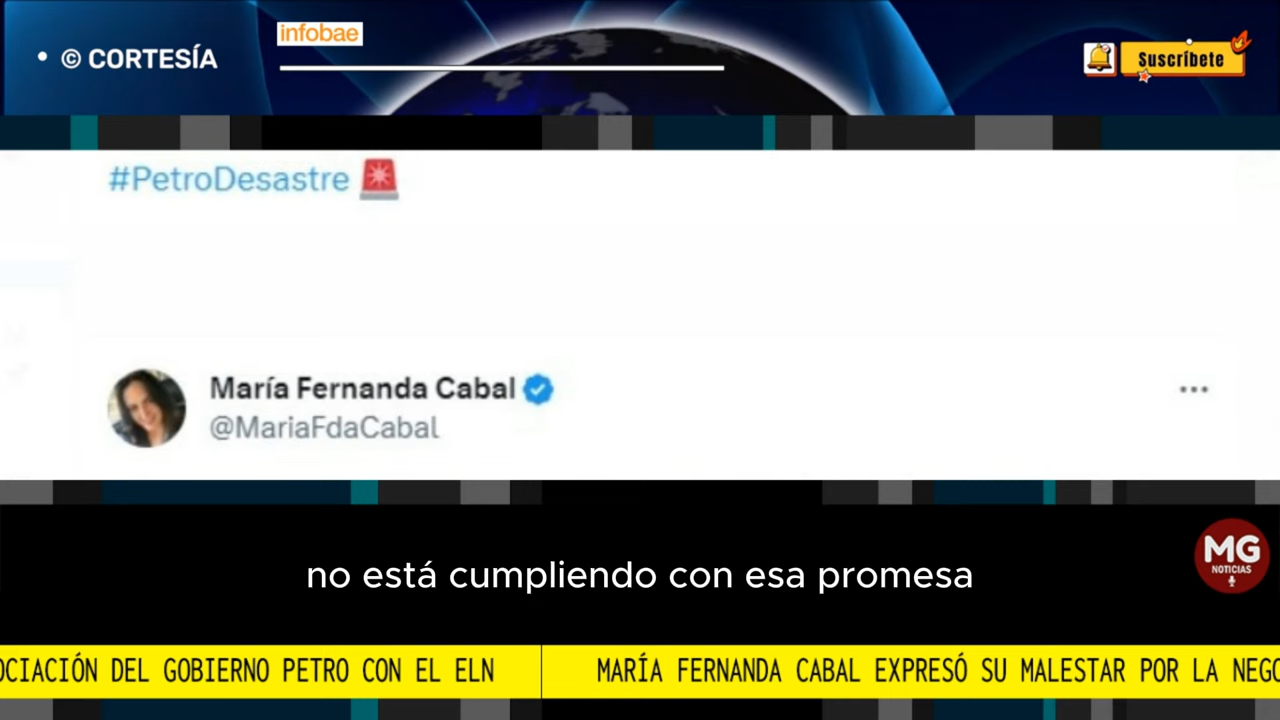 © CORTESÍA
infobae
Suscríbete
#PetroDesastre
María Fernanda Cabal
@MariaFdaCabal
no está cumpliendo con esa promesa
MG
NOTICIAS
OCIACIÓN DEL GOBIERNO PETRO CON EL ELN
MARÍA FERNANDA CABAL EXPRESÓ SU MALESTAR POR LA NEGO